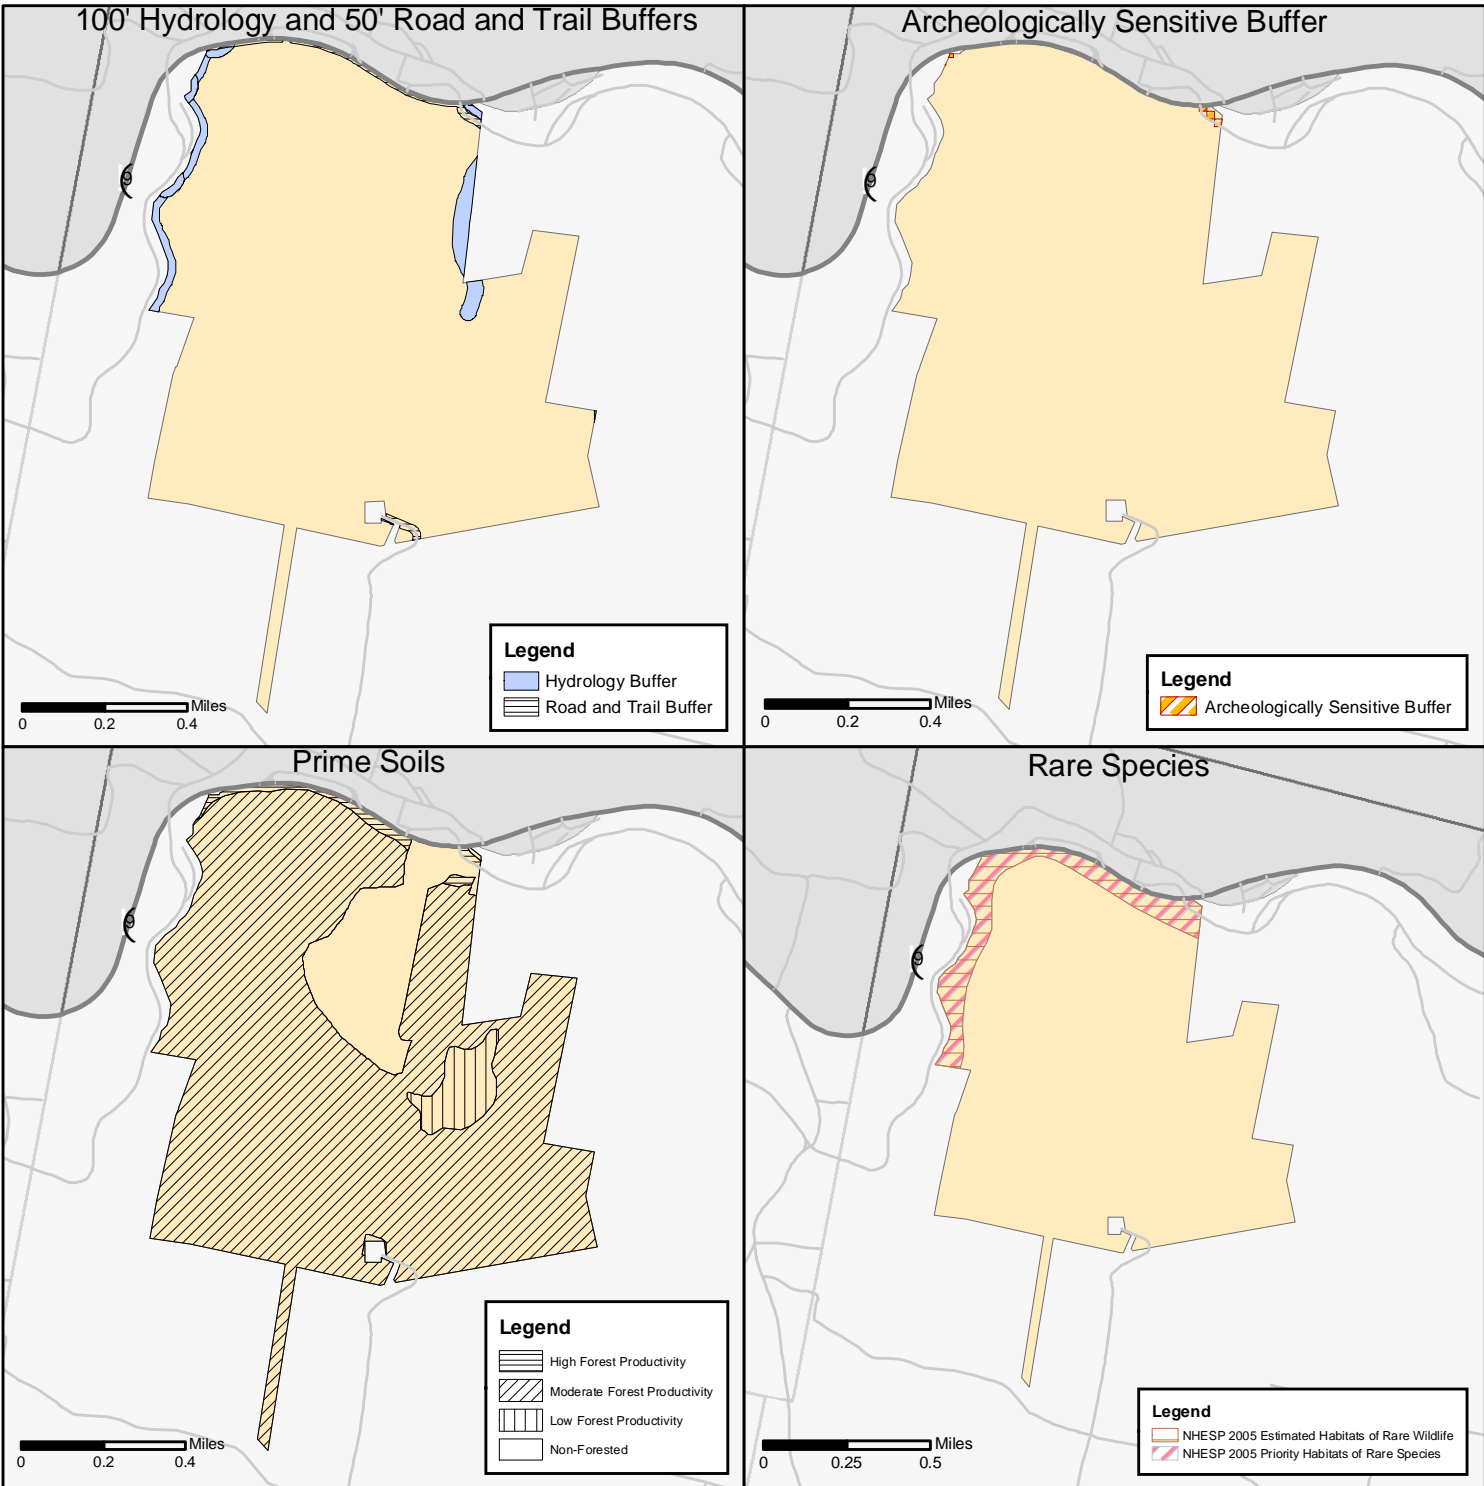 100' Hydrology and 50' Road and Trail Buffers
9
Legend
Hydrology Buffer
Road and Trail Buffer
Miles
0 0.2 0.4
Archeologically Sensitive Buffer
9
Legend
Archeologically Sensitive Buffer
Miles
0 0.2 0.4
Prime Soils
9
Legend
High Forest Productivity
Moderate Forest Productivity
Low Forest Productivity
Non-Forested
Miles
0 0.2 0.4
Rare Species
9
Legend
NHESP 2005 Estimated Habitats of Rare Wildlife
NHESP 2005 Priority Habitats of Rare Species
Miles
0 0.25 0.5